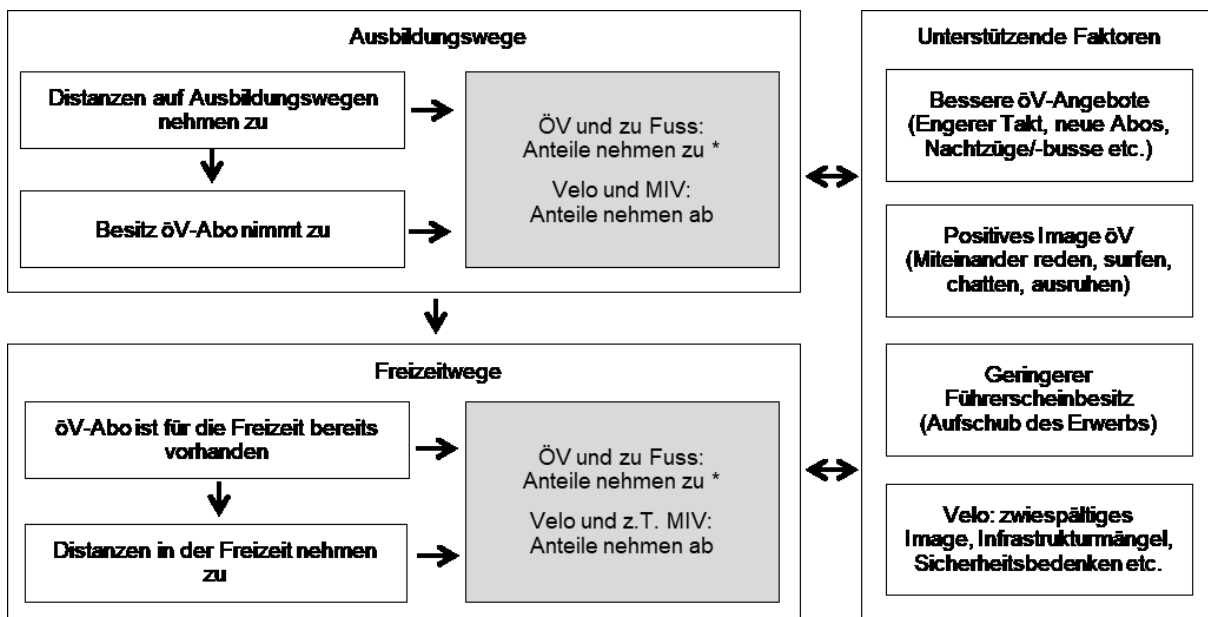 Ausbildungswege
Distanzen auf Ausbildungswegen
nehmen zu
Besitz öV-Abo nimmt zu
ÖV und zu Fuss:
Anteile nehmen zu *
Velo und MIV:
Anteile nehmen ab
Freizeitwege
öV-Abo ist für die Freizeit bereits
vorhanden
Distanzen in der Freizeit nehmen
zu
ÖV und zu Fuss:
Anteile nehmen zu *
Velo und z.T. MIV:
Anteile nehmen ab
Unterstützende Faktoren
Bessere öV-Angebote
(Engerer Takt, neue Abos,
Nachtzüge/-busse etc.)
Positives Image öV
(Miteinander reden, surfen,
chatten, ausruhen)
Geringerer
Führerscheinbesitz
(Aufschub des Erwerbs)
Velo: zwiespältiges
Image, Infrastrukturmängel,
Sicherheitsbedenken etc.